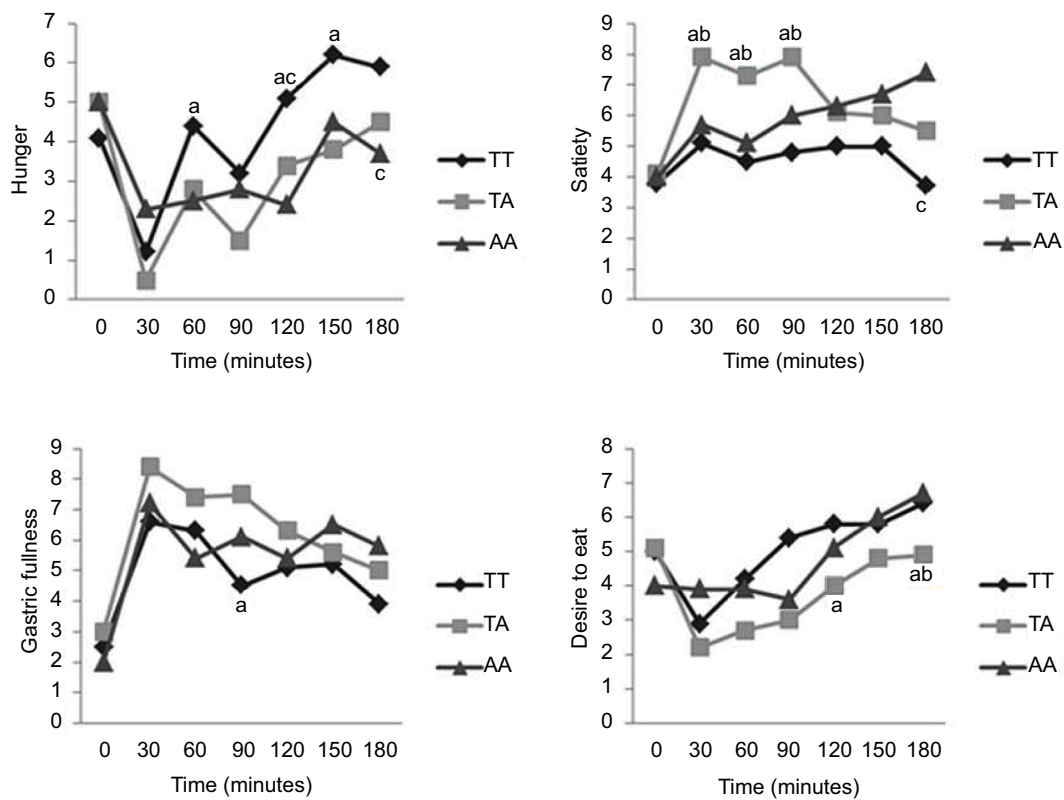 7
6
5
4
3
2
1
0
Hunger
a
a
ac
c
0 30 60 90 120 150 180
Time (minutes)
TT
TA
AA
9
8
7
6
5
4
3
2
1
0
Satiety
ab
ab
ab
c
0 30 60 90 120 150 180
Time (minutes)
TT
TA
AA
9
8
7
6
5
4
3
2
1
0
Gastric fullness
a
0 30 60 90 120 150 180
Time (minutes)
TT
TA
AA
8
7
6
5
4
3
2
1
0
Desire to eat
a
ab
0 30 60 90 120 150 180
Time (minutes)
TT
TA
AA